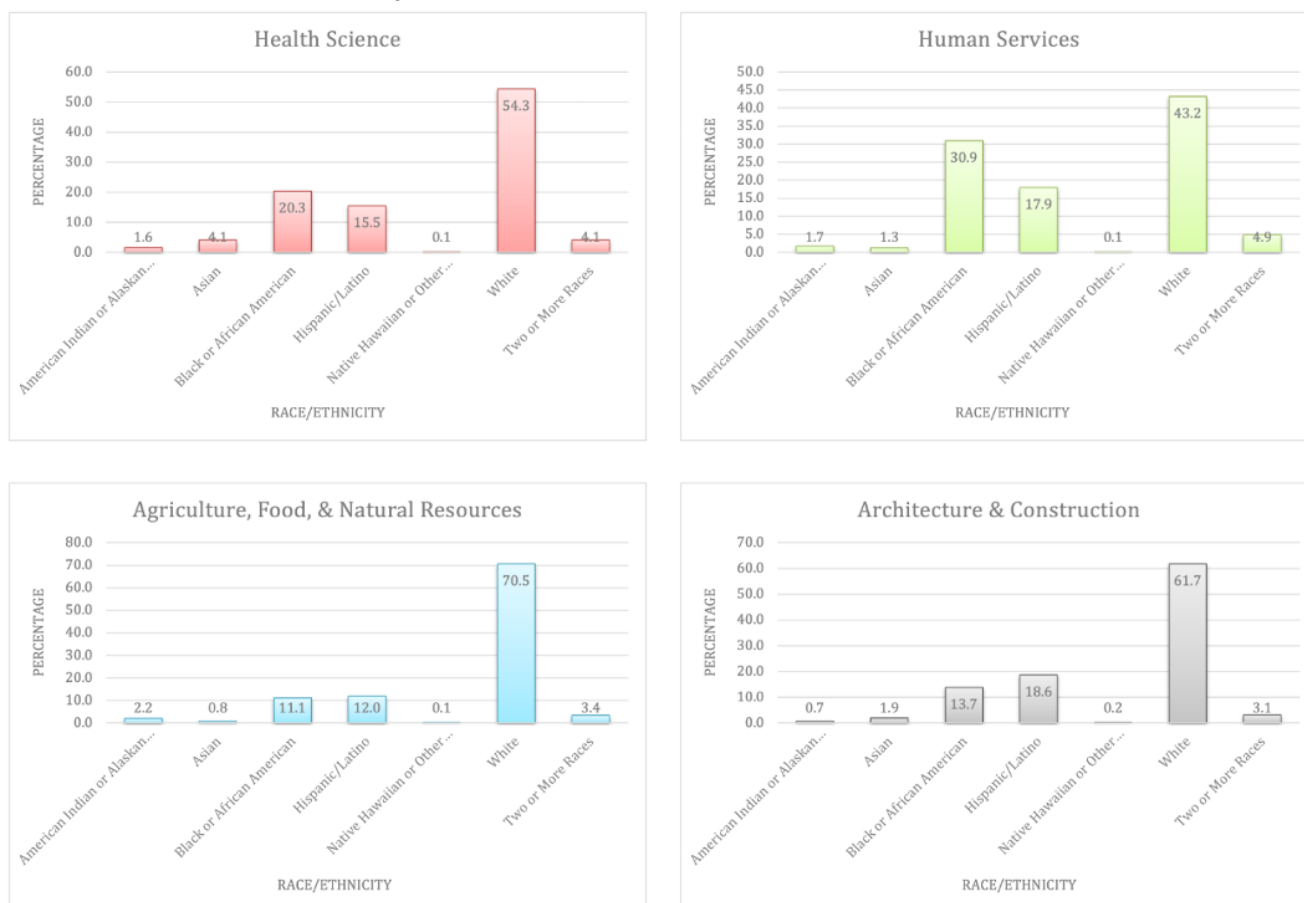 Health Science
60.0
50.0
40.0
30.0
20.0
10.0
0.0
PERCENTAGE
1.6
4.1
20.3
15.5
0.1
54.3
4.1
American Indian or Alaskan...
Asian
Black or African American
Hispanic/Latino
Native Hawaiian or Other...
White
Two or More Races
RACE/ETHNICITY
Human Services
50.0
45.0
40.0
35.0
30.0
25.0
20.0
15.0
10.0
5.0
0.0
PERCENTAGE
1.7
1.3
30.9
17.9
0.1
43.2
4.9
American Indian or Alaskan...
Asian
Black or African American
Hispanic/Latino
Native Hawaiian or Other...
White
Two or More Races
RACE/ETHNICITY
Agriculture, Food, & Natural Resources
80.0
70.0
60.0
50.0
40.0
30.0
20.0
10.0
0.0
PERCENTAGE
2.2
0.8
11.1
12.0
0.1
70.5
3.4
American Indian or Alaskan...
Asian
Black or African American
Hispanic/Latino
Native Hawaiian or Other...
White
Two or More Races
RACE/ETHNICITY
Architecture & Construction
70.0
60.0
50.0
40.0
30.0
20.0
10.0
0.0
PERCENTAGE
0.7
1.9
13.7
18.6
0.2
61.7
3.1
American Indian or Alaskan...
Asian
Black or African American
Hispanic/Latino
Native Hawaiian or Other...
White
Two or More Races
RACE/ETHNICITY